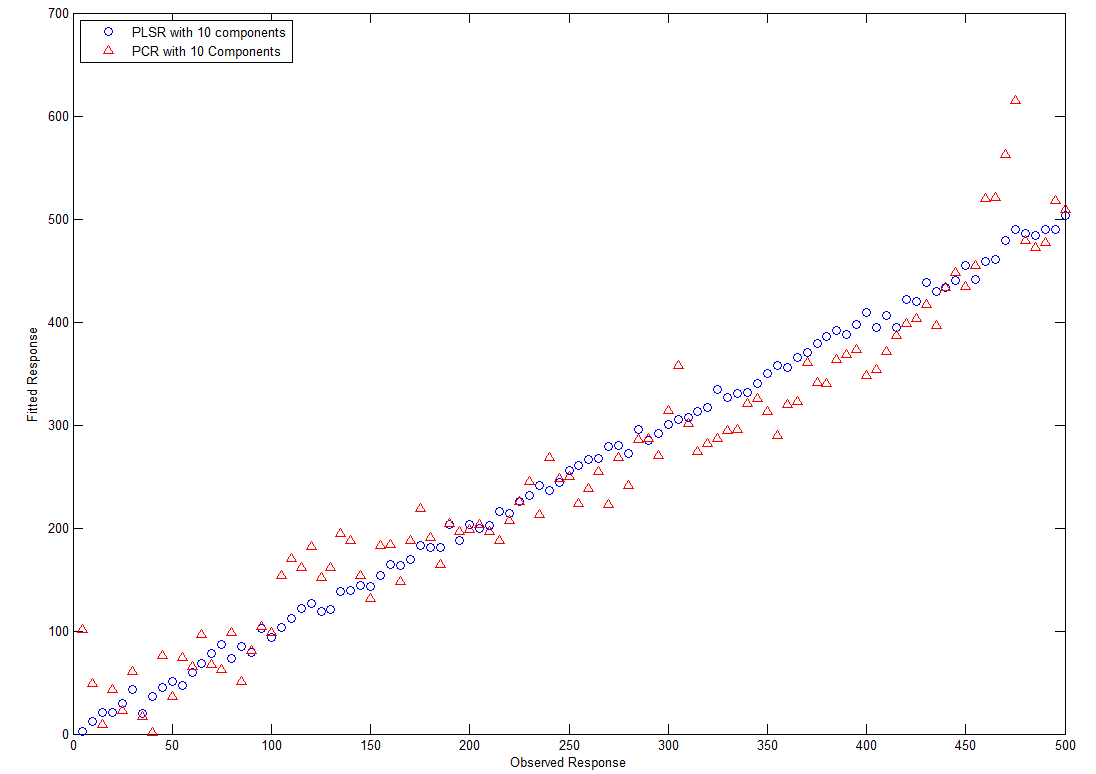 700
600
500
400
300
200
100
0
Fitted Response
PLSR with 10 components
PCR with 10 Components
0 50 100 150 200 250 300 350 400 450 500
Observed Response